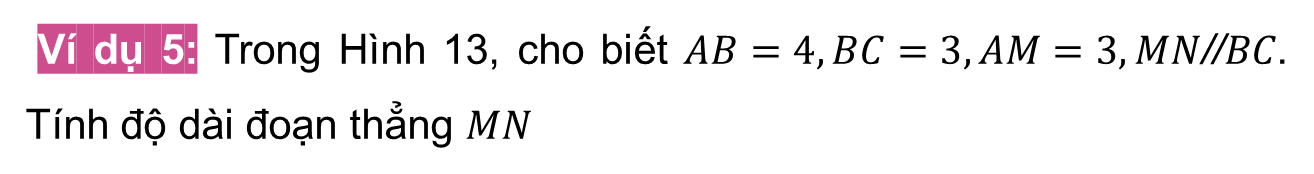 Ví dụ 5: Trong Hình 13, cho biết AB = 4, BC = 3, AM = 3, MN//BC.
Tính độ dài đoạn thẳng MN